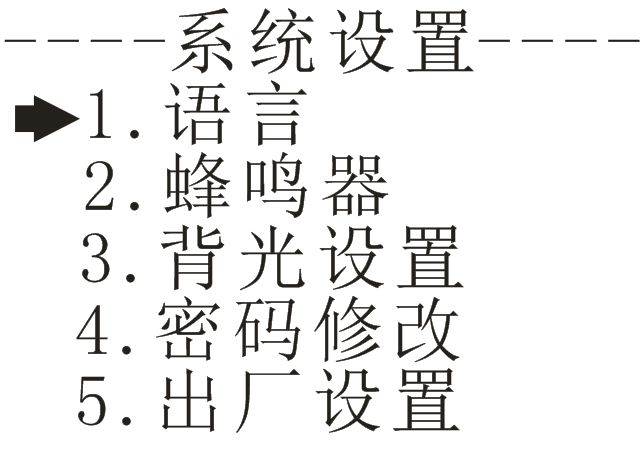 ----系统设置----
1.语言
2.蜂鸣器
3.背光设置
4.密码修改
5.出厂设置